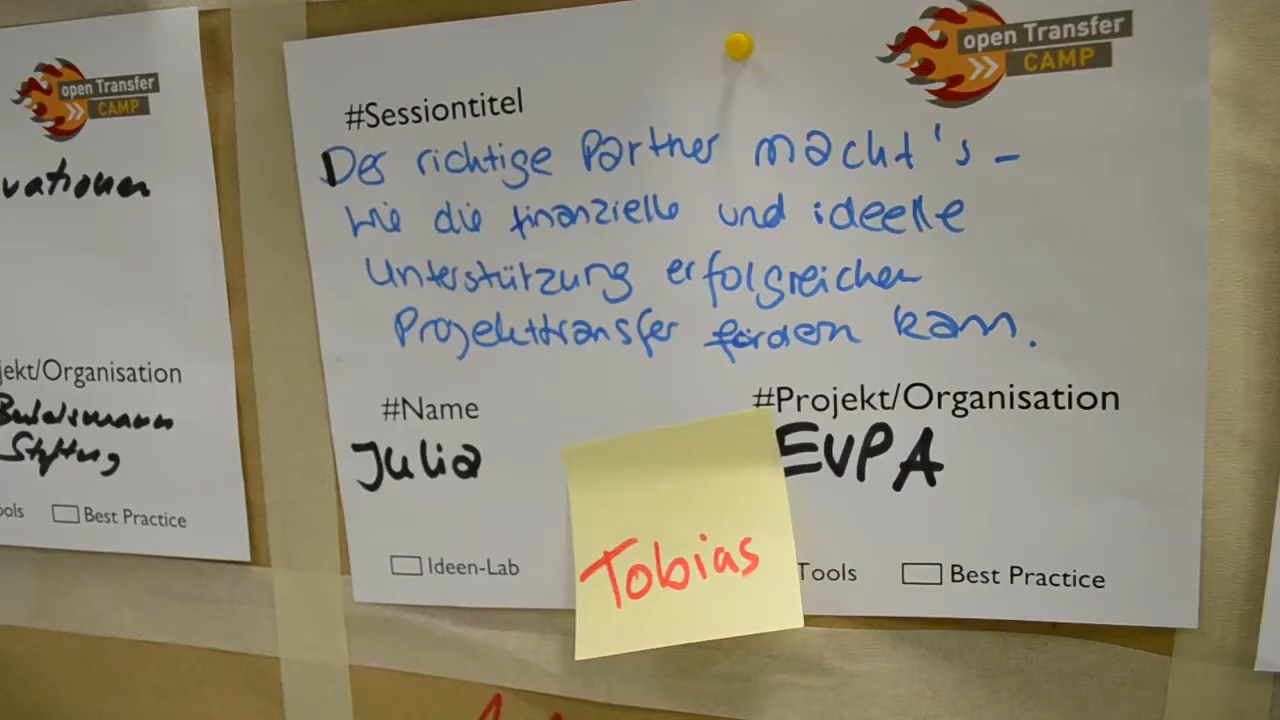 open Transfer
CAMP
vationen
jekt/Organisation
Bertelsmann
Stiftung
ools Best Practice
open Transfer
CAMP
#Sessiontitel
Der richtige Partner macht's –
Wie die finanzielle und ideelle
Unterstützung erfolgreichen
Projekttransfer fördern kann.
#Name
Julia
#Projekt/Organisation
EVPA
Tobias
Ideen-Lab
Tools
Best Practice